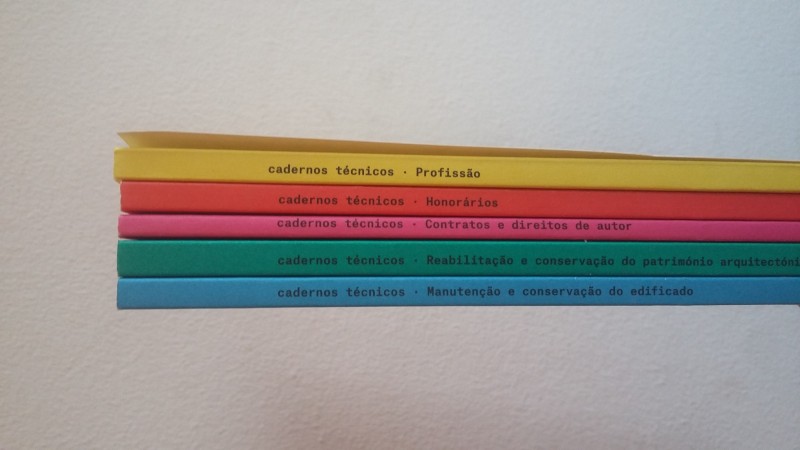 cadernos técnicos · Profissão
cadernos técnicos · Honorários
cadernos técnicos · Contratos e direitos de autor
cadernos técnicos · Reabilitação e conservação do património arquitectóni
cadernos técnicos · Manutenção e conservação do edificado